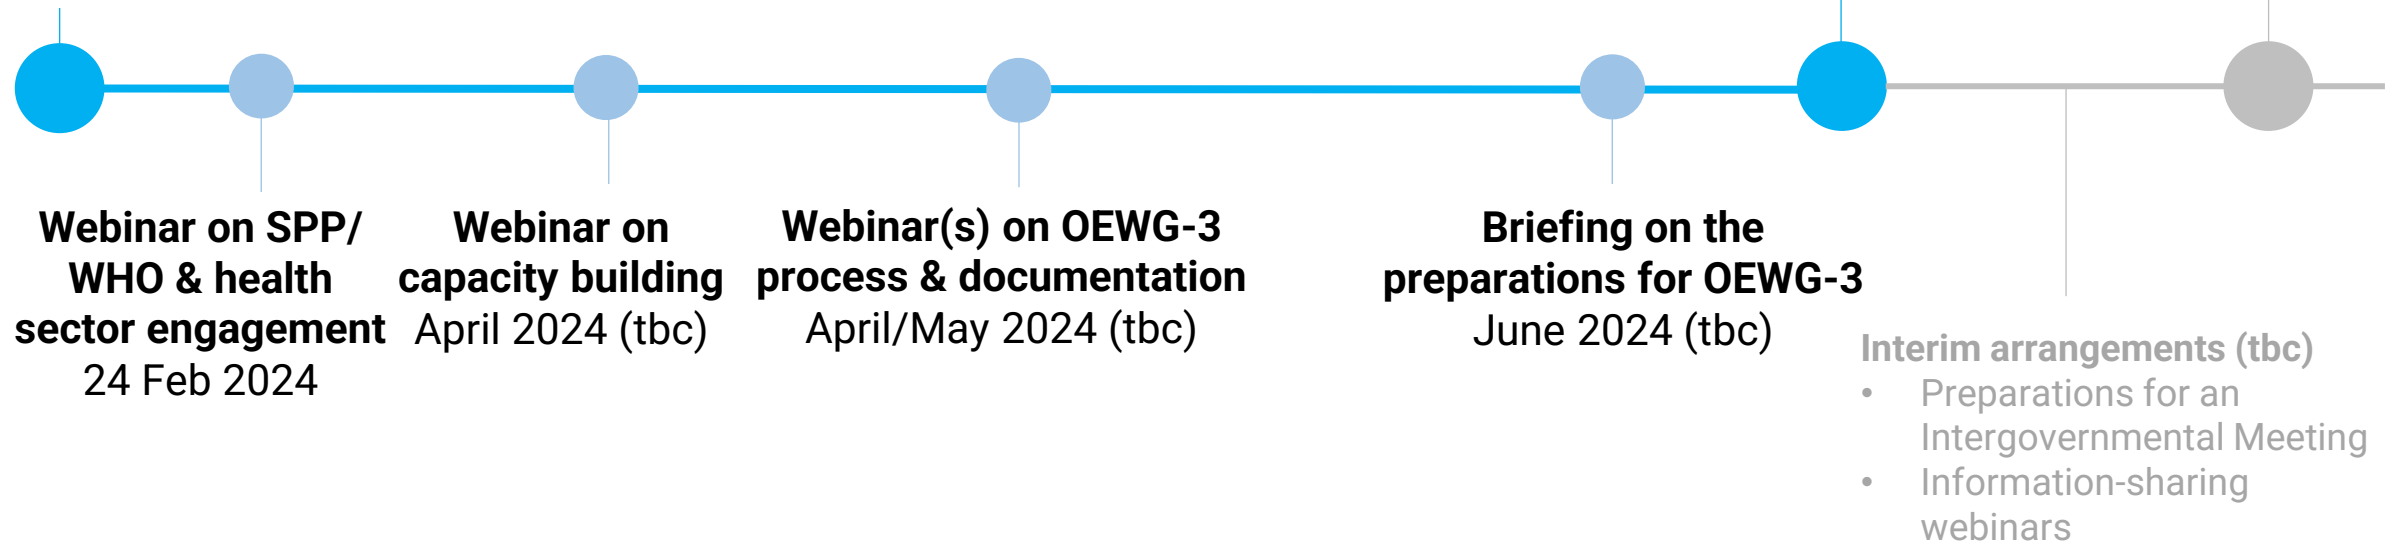 Webinar on SPP/
WHO & health
sector engagement
24 Feb 2024
Webinar on
capacity building
April 2024 (tbc)
Webinar(s) on OEWG-3
process & documentation
April/May 2024 (tbc)
Briefing on the
preparations for OEWG-3
June 2024 (tbc)
Interim arrangements (tbc)
• Preparations for an
Intergovernmental Meeting
• Information-sharing
webinars